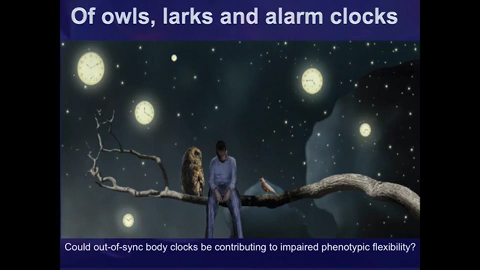 Of owls, larks and alarm clocks
Could out-of-sync body clocks be contributing to impaired phenotypic flexibility?